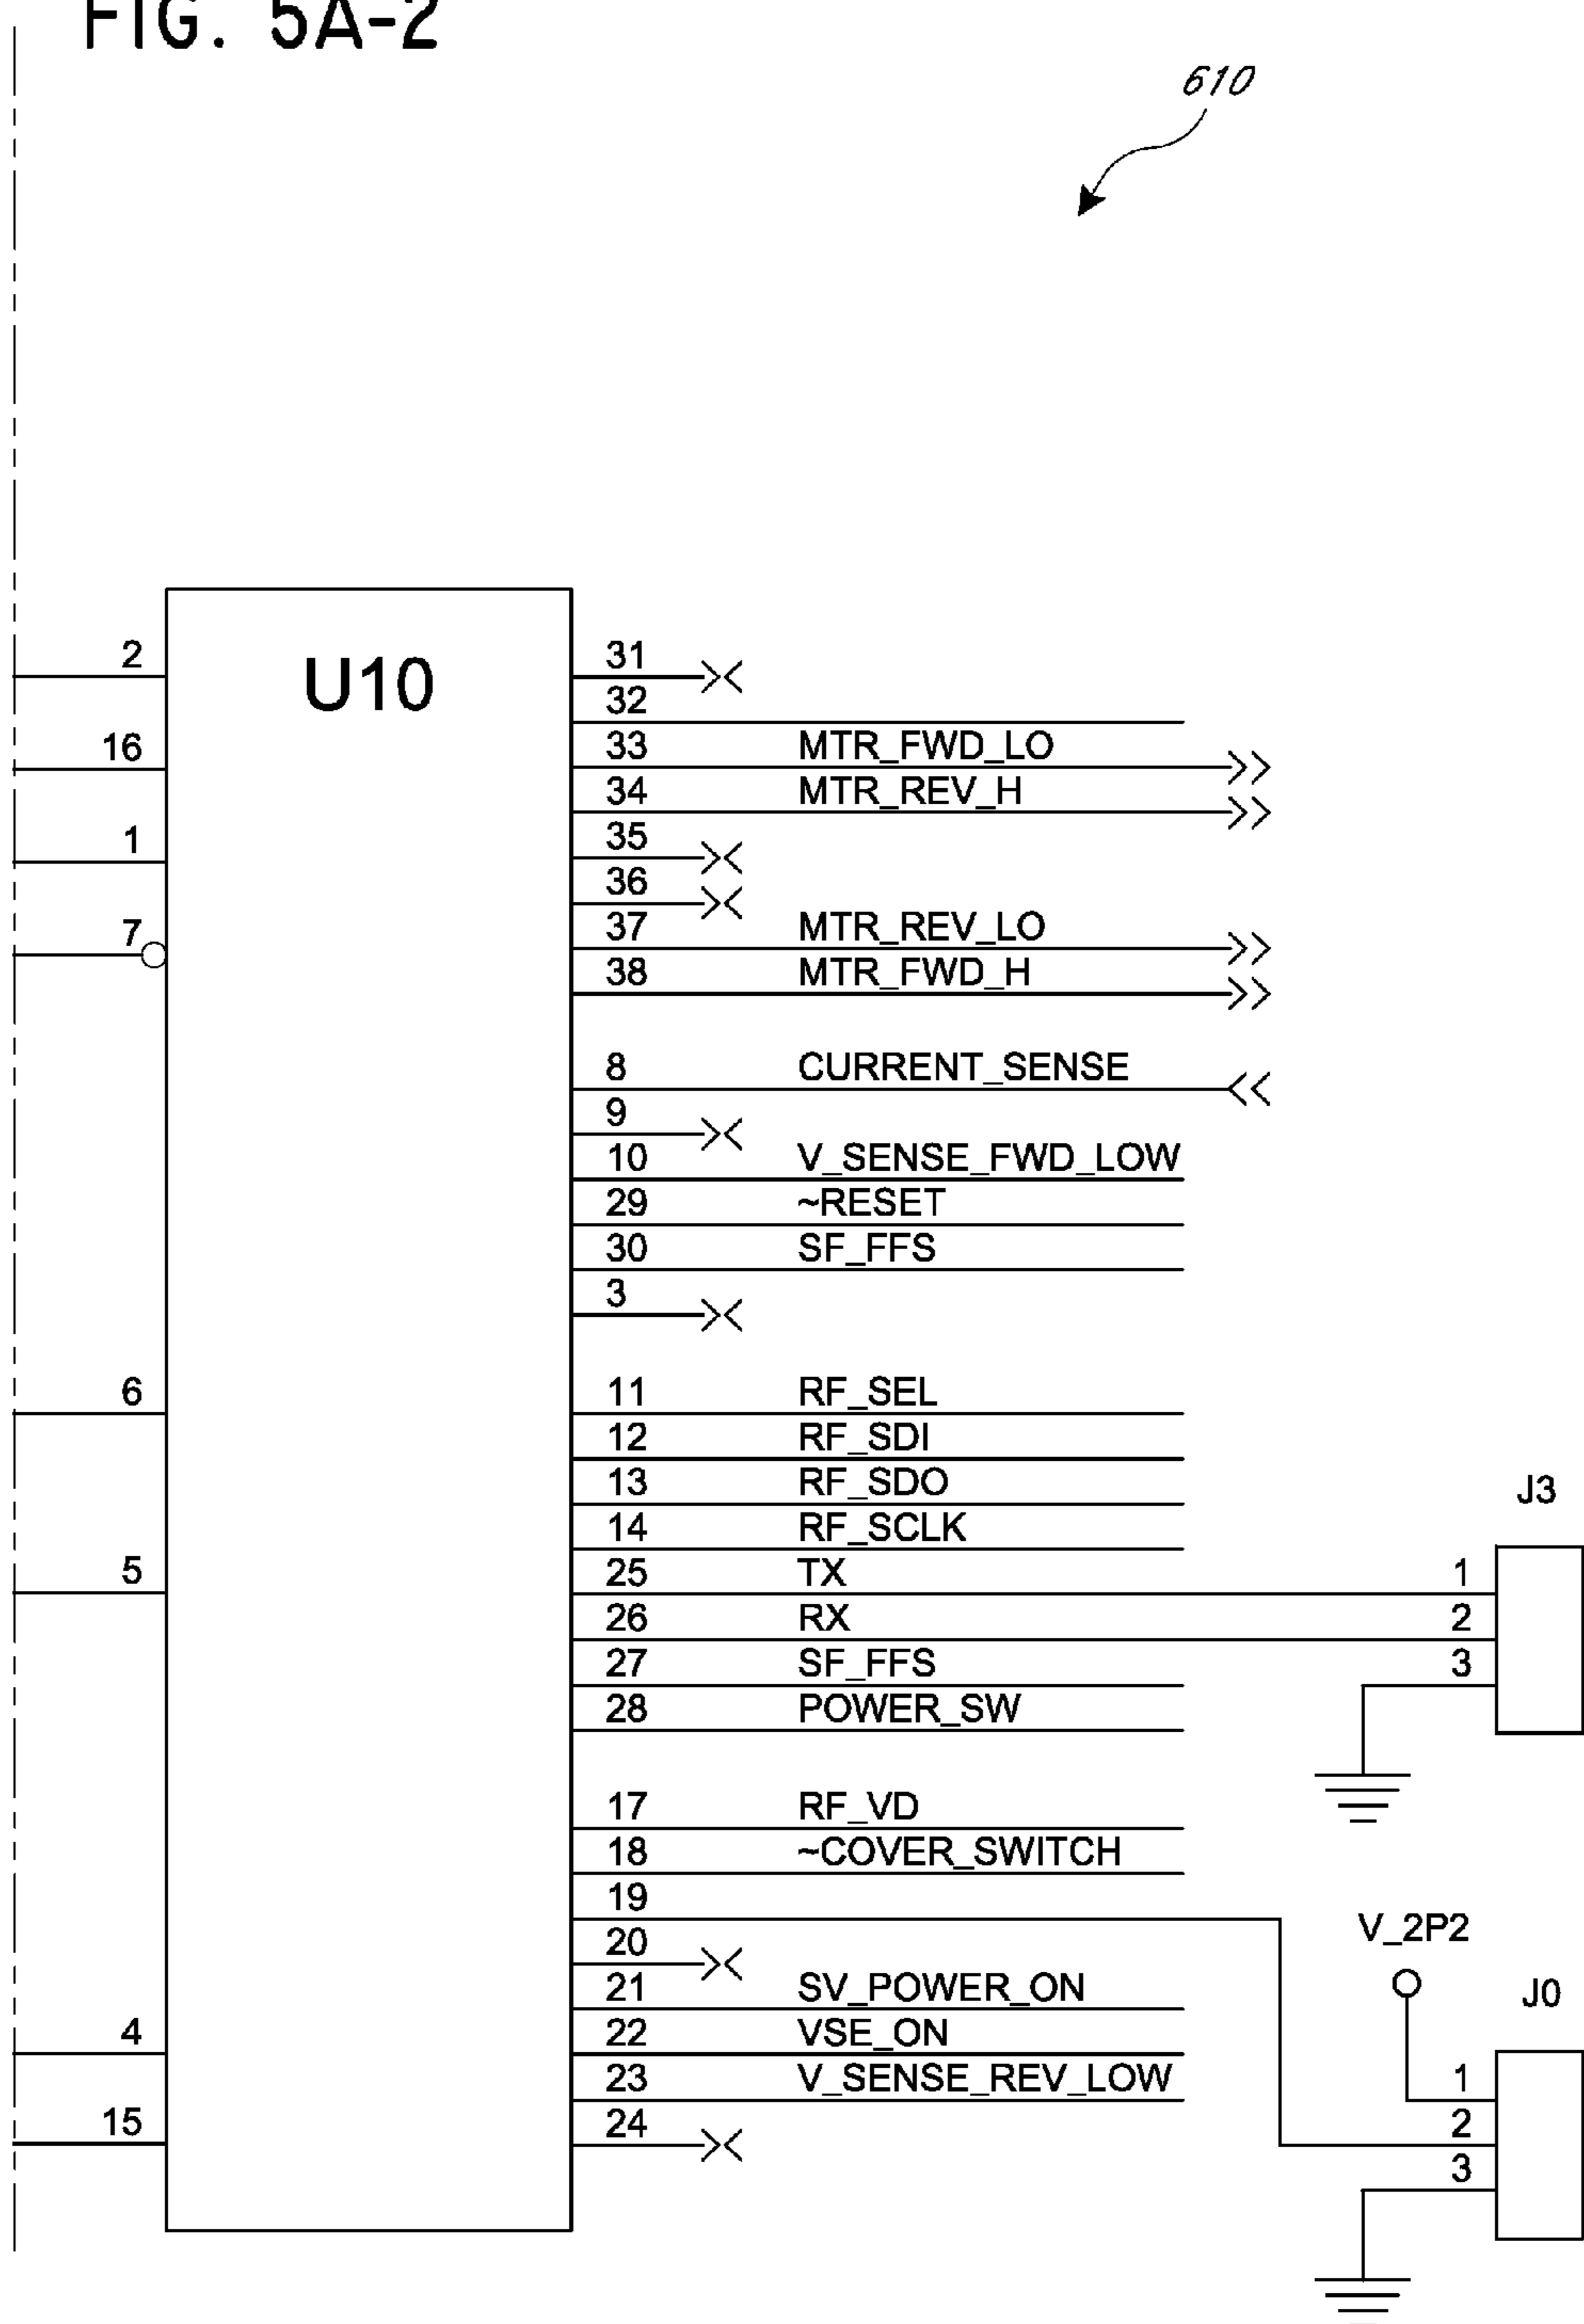 FIG. 5A-2
610
U10
2
16
1
7
6
5
4
15
31
32
33 MTR_FWD_LO
34 MTR_REV_H
35
36
37 MTR_REV_LO
38 MTR_FWD_H
8 CURRENT_SENSE
9
10 V_SENSE_FWD_LOW
29 ~RESET
30 SF_FFS
3
11 RF_SEL
12 RF_SDI
13 RF_SDO
14 RF_SCLK
25 TX
26 RX
27 SF_FFS
28 POWER_SW
17 RF_VD
18 ~COVER_SWITCH
19
20
21 SV_POWER_ON
22 VSE_ON
23 V_SENSE_REV_LOW
24
J3
1
2
3
V_2P2
J0
1
2
3